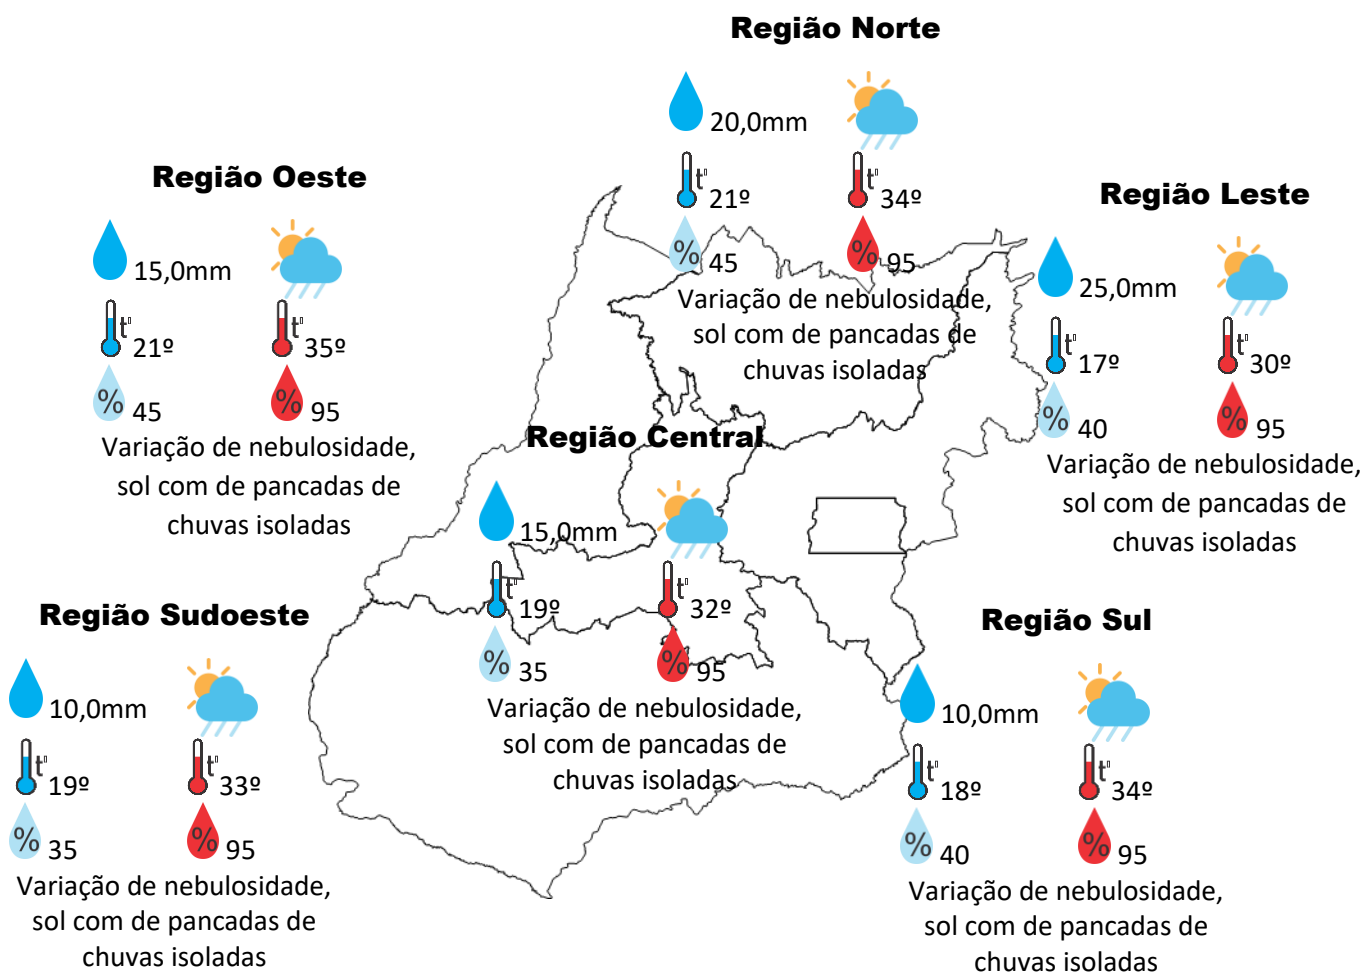 Região Norte
20,0mm
t°
21º
34º
% 45
% 95
Variação de nebulosidade,
sol com de pancadas de
chuvas isoladas
Região Oeste
15,0mm
t°
21º
t°
35º
% 45
% 95
Variação de nebulosidade,
sol com de pancadas de
chuvas isoladas
Região Leste
25,0mm
t°
17º
t°
30º
% 40
% 95
Variação de nebulosidade,
sol com de pancadas de
chuvas isoladas
Região Central
15,0mm
t°
19º
t°
32º
% 35
% 95
Variação de nebulosidade,
sol com de pancadas de
chuvas isoladas
Região Sudoeste
10,0mm
t°
19º
t°
33º
% 35
% 95
Variação de nebulosidade,
sol com de pancadas de
chuvas isoladas
Região Sul
10,0mm
t°
18º
t°
34º
% 40
% 95
Variação de nebulosidade,
sol com de pancadas de
chuvas isoladas